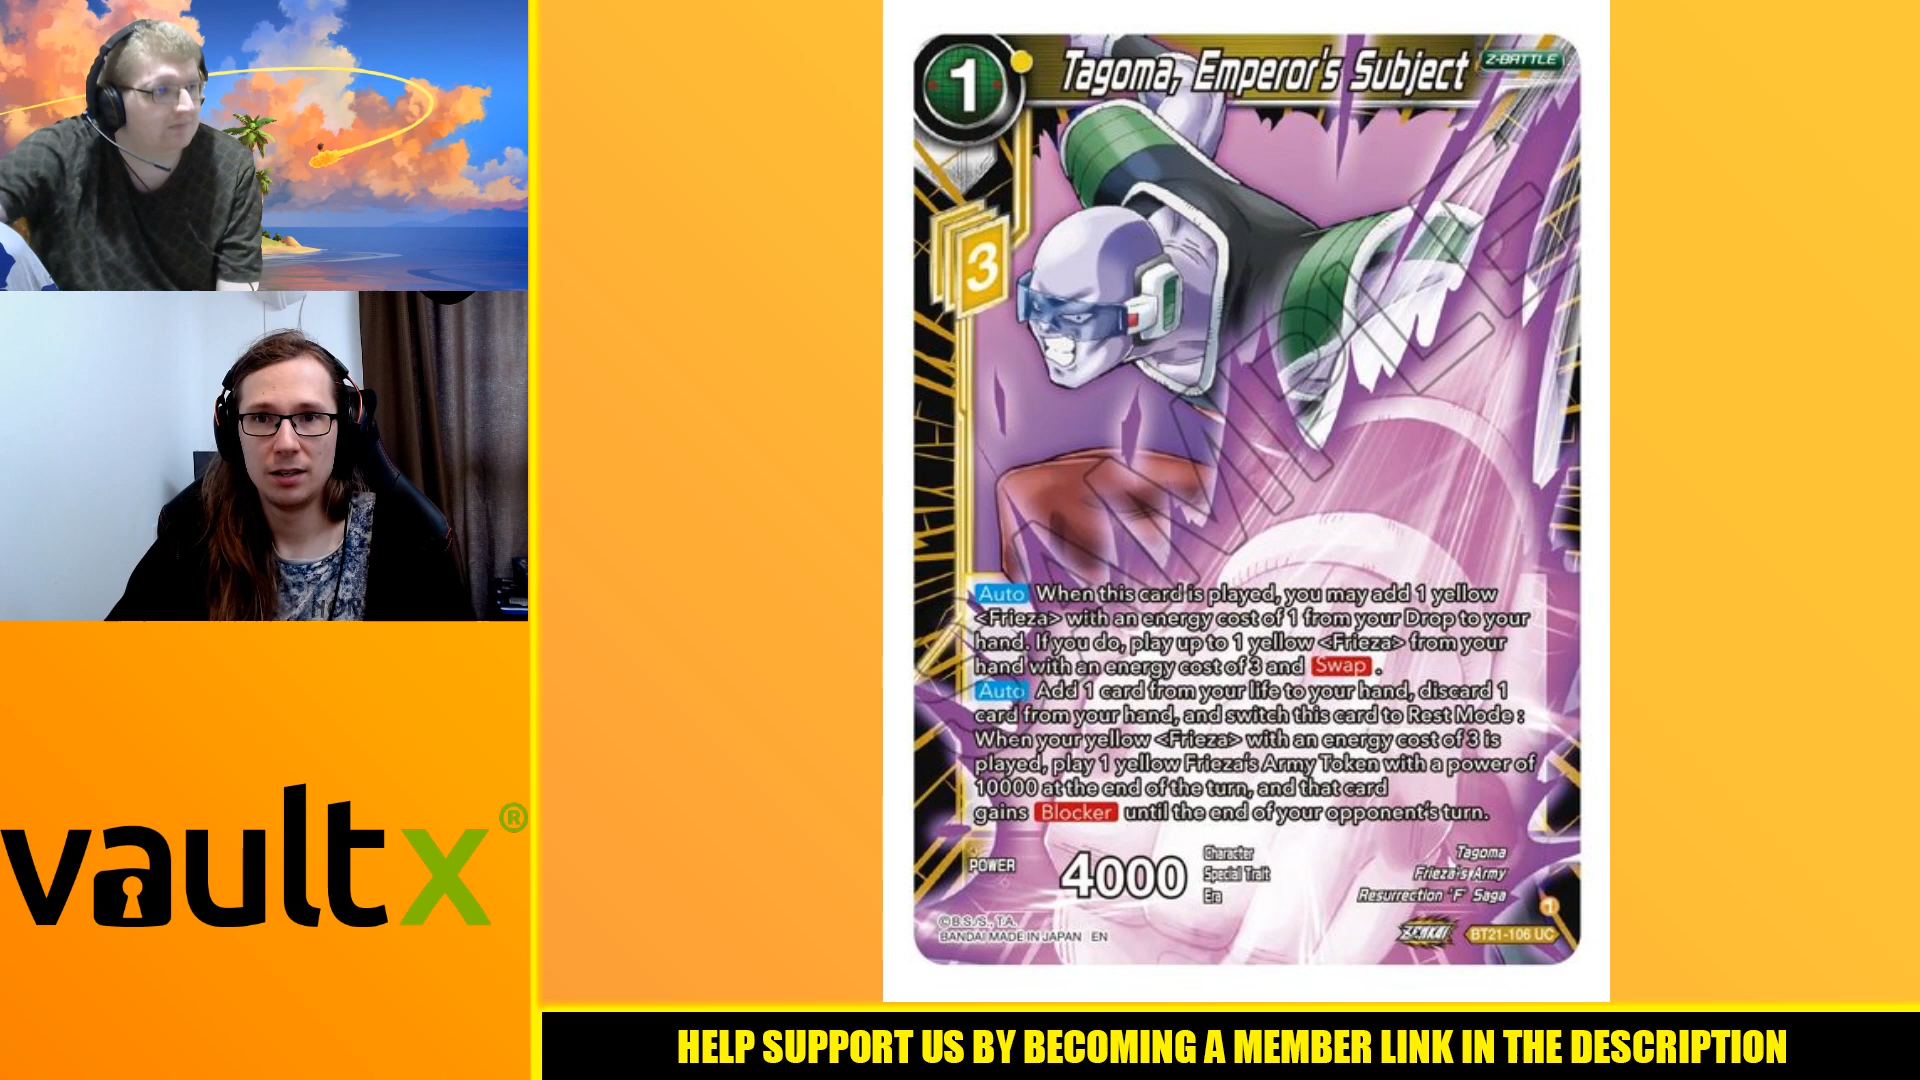 1
Tagoma, Emperor's Subject
Z-BATTLE
3
SAMPLE
Auto When this card is played, you may add 1 yellow
<Frieza> with an energy cost of 1 from your Drop to your
hand. If you do, play up to 1 yellow <Frieza> from your
hand with an energy cost of 3 and Swap .
Auto Add 1 card from your life to your hand, discard 1
card from your hand, and switch this card to Rest Mode :
When your yellow <Frieza> with an energy cost of 3 is
played, play 1 yellow Frieza's Army Token with a power of
10000 at the end of the turn, and that card
gains Blocker until the end of your opponent's turn.
POWER 4000
Character Tagoma
Special Trait Frieza's Army
Era Resurrection 'F' Saga
1
©B.S./S., T.A.
BANDAI MADE IN JAPAN EN
ZENKAI BT21-106 UC
vaultx®
HELP SUPPORT US BY BECOMING A MEMBER LINK IN THE DESCRIPTION